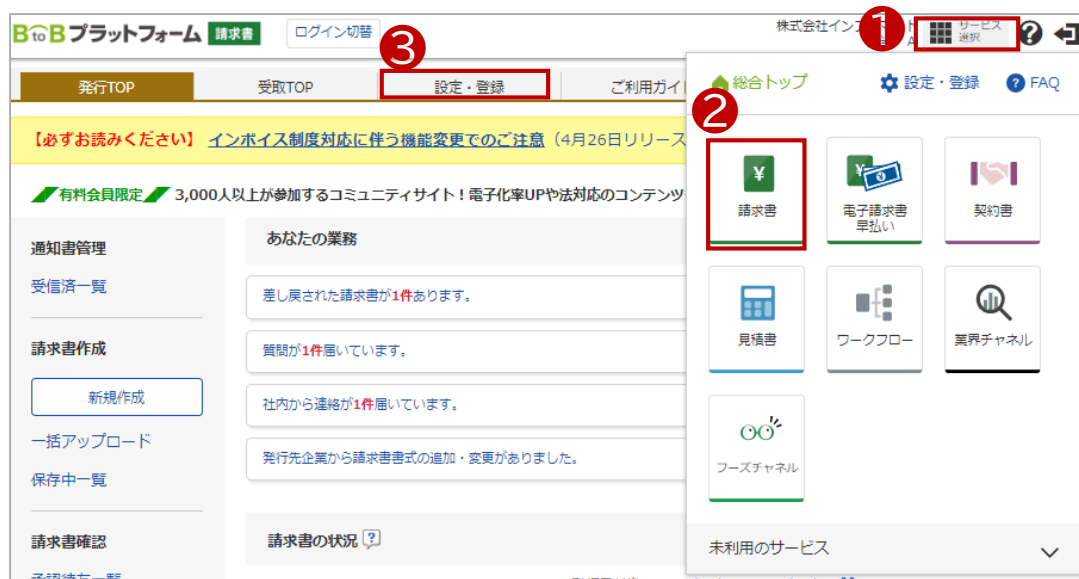 BtoBプラットフォーム 請求書
ログイン切替
株式会社イン
1
サービス
選択
?
3
発行TOP
受取TOP
設定・登録
ご利用ガイ
総合トップ
設定・登録
? FAQ
2
【必ずお読みください】 インボイス制度対応に伴う機能変更でのご注意（4月26日リリース
有料会員限定 3,000人以上が参加するコミュニティサイト！電子化率UPや法対応のコンテンツ
通知書管理
受信済一覧
請求書作成
新規作成
一括アップロード
保存中一覧
請求書確認
あなたの業務
差し戻された請求書が1件あります。
質問が1件届いています。
社内から連絡が1件届いています。
発行先企業から請求書書式の追加・変更がありました。
請求書の状況 ?
¥
請求書
¥
電子請求書
早払い
契約書
見積書
ワークフロー
業界チャネル
フーズチャネル
未利用のサービス